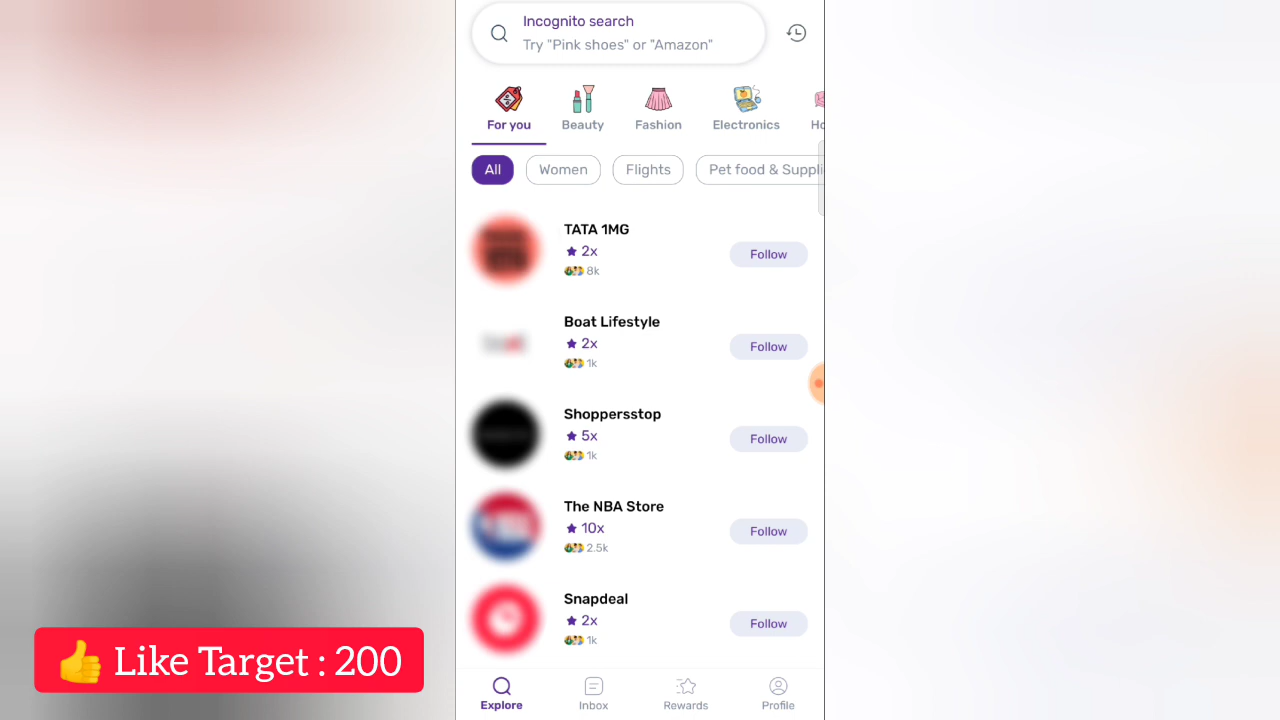 Incognito search
Try "Pink shoes" or "Amazon"
For you
Beauty
Fashion
Electronics
Ho
All
Women
Flights
Pet food & Suppli
TATA 1MG
2x
8k
Follow
Boat Lifestyle
2x
1k
Follow
Shoppersstop
5x
1k
Follow
The NBA Store
10x
2.5k
Follow
Snapdeal
2x
1k
Follow
👍 Like Target : 200
Explore
Inbox
Rewards
Profile